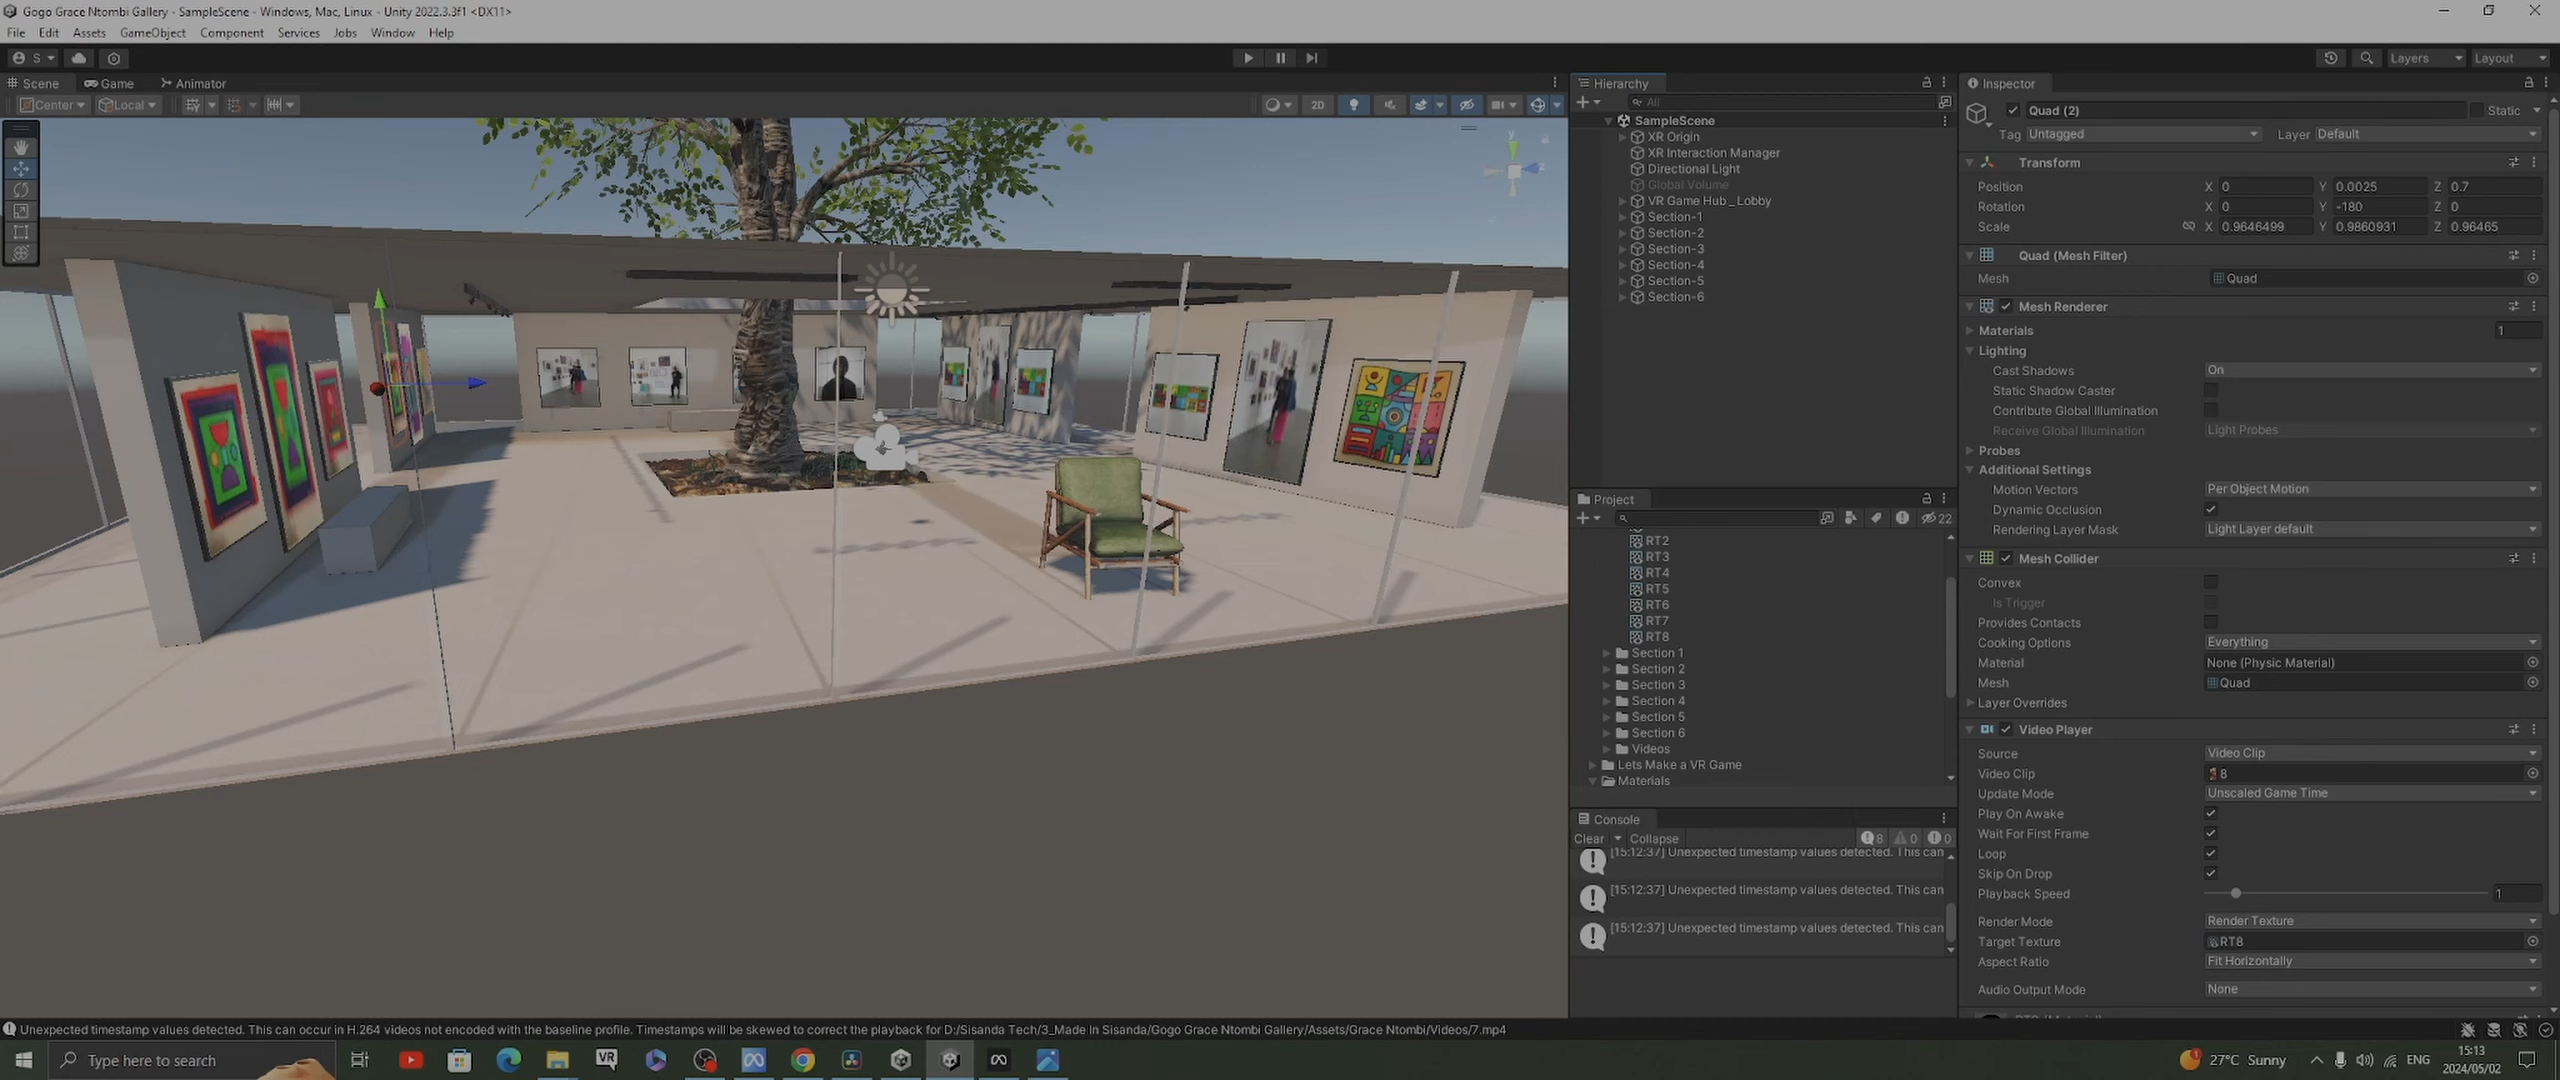 Gogo Grace Ntombi Gallery - SampleScene - Windows, Mac, Linux - Unity 2022.3.3f1 <DX11>
File Edit Assets GameObject Component Services Jobs Window Help
S Layers Layout
Scene Game Animator
Center Local 2D
Hierarchy
All
SampleScene
XR Origin
XR Interaction Manager
Directional Light
Global Volume
VR Game Hub_Lobby
Section-1
Section-2
Section-3
Section-4
Section-5
Section-6
Project
22
RT2
RT3
RT4
RT5
RT6
RT7
RT8
Section 1
Section 2
Section 3
Section 4
Section 5
Section 6
Videos
Lets Make a VR Game
Materials
Console
Clear Collapse 8 0 0
[15:12:37] Unexpected timestamp values detected. This can
[15:12:37] Unexpected timestamp values detected. This can
[15:12:37] Unexpected timestamp values detected. This can
Inspector
Quad (2) Static
Tag Untagged Layer Default
Transform
Position X 0 Y 0.0025 Z 0.7
Rotation X 0 Y -180 Z 0
Scale X 0.9646499 Y 0.9860931 Z 0.96465
Quad (Mesh Filter)
Mesh Quad
Mesh Renderer
Materials 1
Lighting
Cast Shadows On
Static Shadow Caster
Contribute Global Illumination
Receive Global Illumination Light Probes
Probes
Additional Settings
Motion Vectors Per Object Motion
Dynamic Occlusion
Rendering Layer Mask Light Layer default
Mesh Collider
Convex
Is Trigger
Provides Contacts
Cooking Options Everything
Material None (Physic Material)
Mesh Quad
Layer Overrides
Video Player
Source Video Clip
Video Clip 8
Update Mode Unscaled Game Time
Play On Awake
Wait For First Frame
Loop
Skip On Drop
Playback Speed 1
Render Mode Render Texture
Target Texture RT8
Aspect Ratio Fit Horizontally
Audio Output Mode None
Unexpected timestamp values detected. This can occur in H.264 videos not encoded with the baseline profile. Timestamps will be skewed to correct the playback for D:/Sisanda Tech/3_Made In Sisanda/Gogo Grace Ntombi Gallery/Assets/Grace Ntombi/Videos/7.mp4
Type here to search
VR
27°C Sunny ENG 15:13
2024/05/02